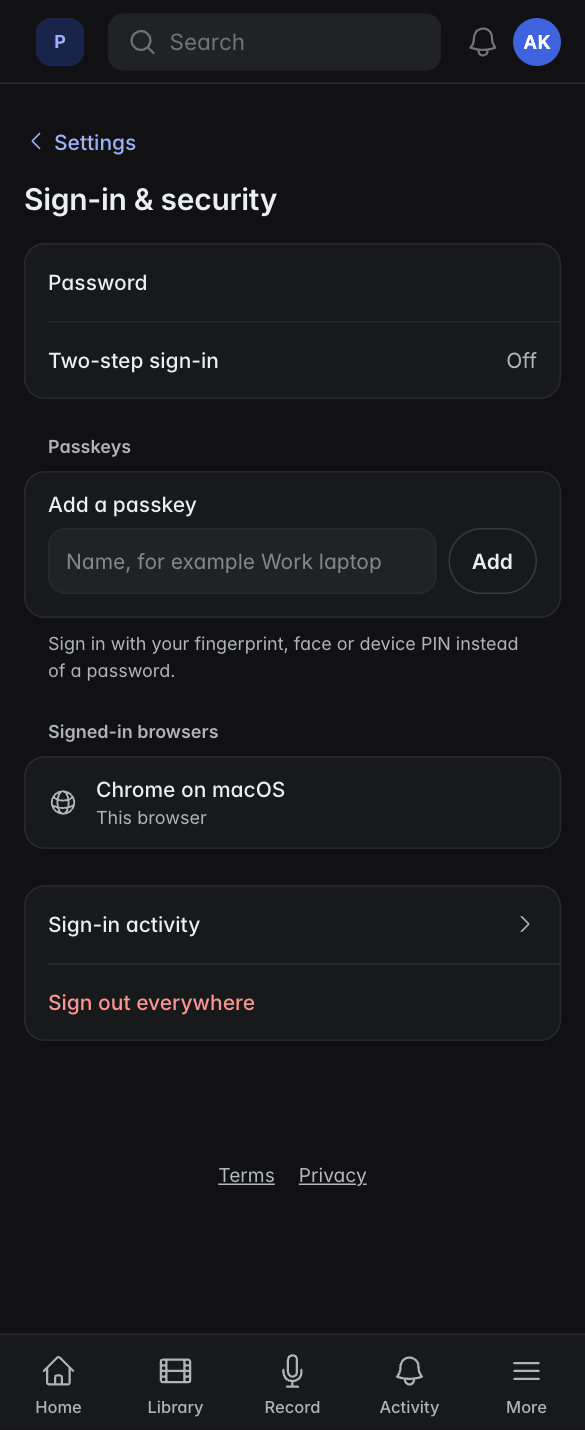 P
Search
AK
Settings
Sign-in & security
Password
Two-step sign-in
Off
Passkeys
Add a passkey
Name, for example Work laptop
Add
Sign in with your fingerprint, face or device PIN instead
of a password.
Signed-in browsers
Chrome on macOS
This browser
Sign-in activity
Sign out everywhere
Terms
Privacy
Home
Library
Record
Activity
More